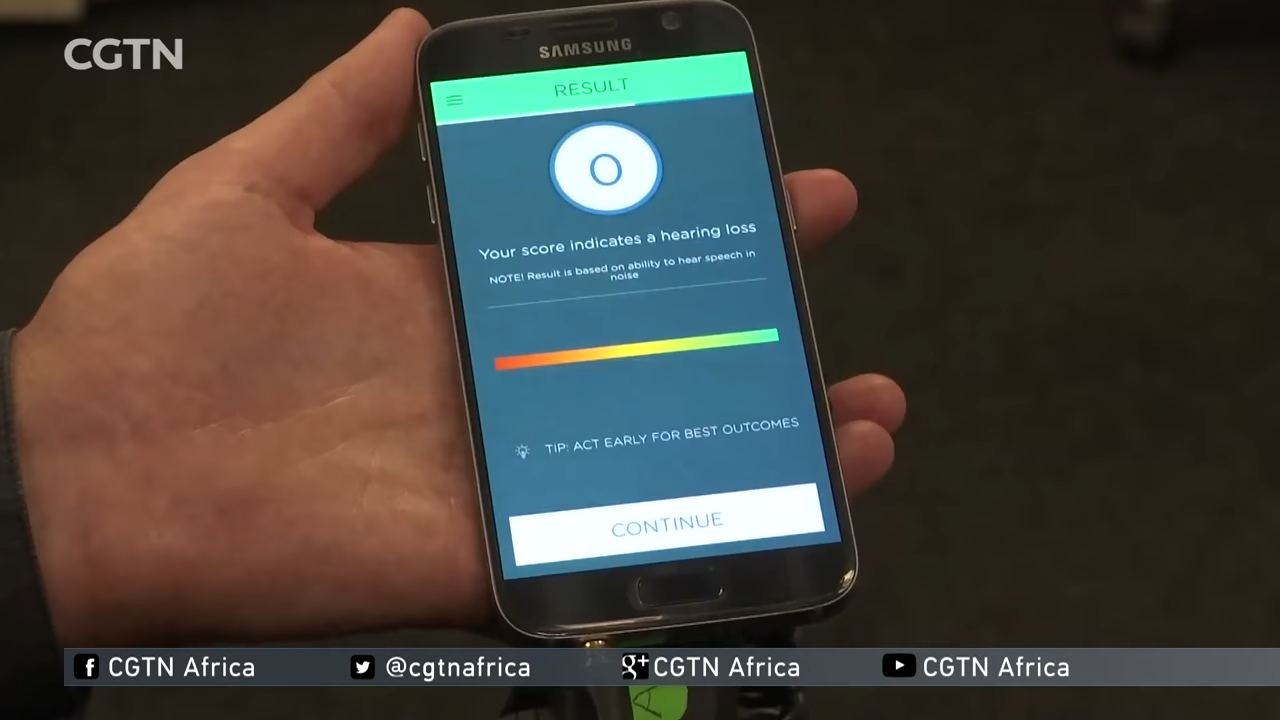 CGTN
SAMSUNG
RESULT
0
Your score indicates a hearing loss
NOTE! Result is based on ability to hear speech in
noise
TIP: ACT EARLY FOR BEST OUTCOMES
CONTINUE
CGTN Africa
@cgtnafrica
g+ CGTN Africa
CGTN Africa
A